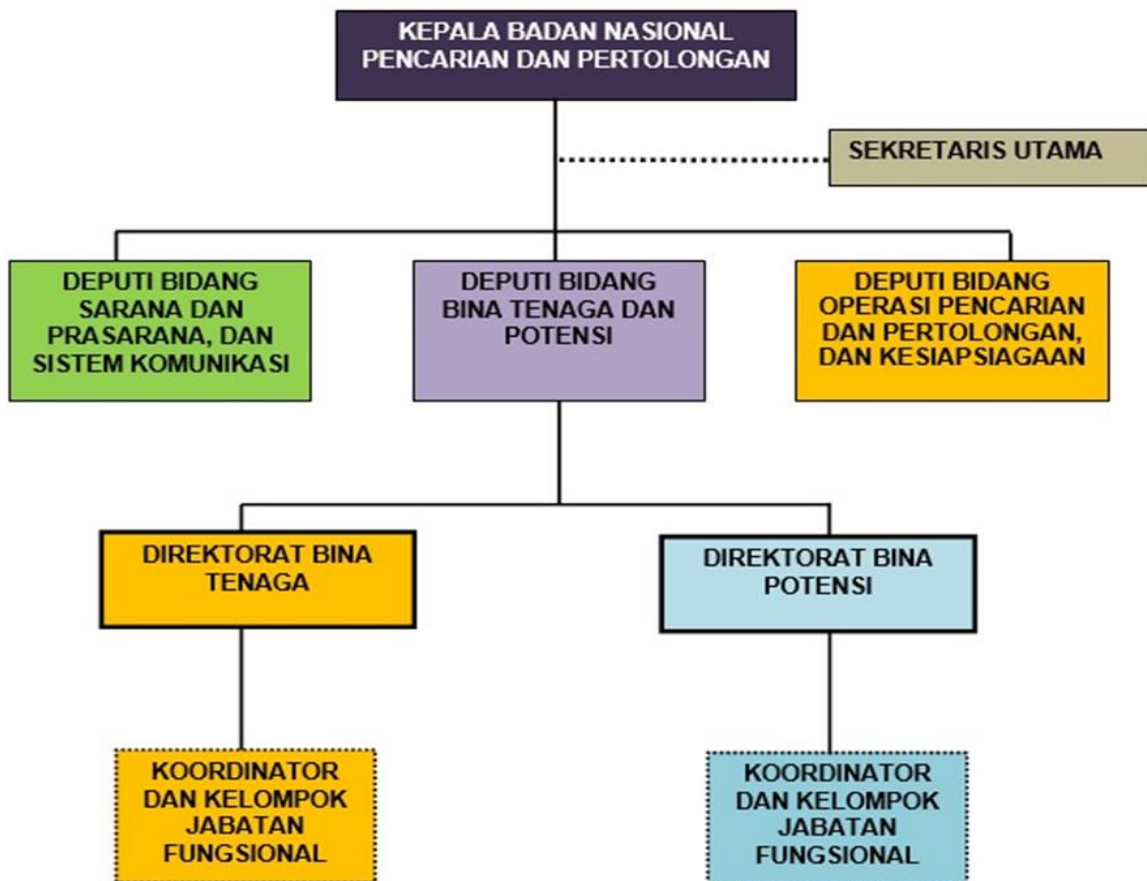 KEPALA BADAN NASIONAL
PENCARIAN DAN PERTOLONGAN
SEKRETARIS UTAMA
DEPUTI BIDANG
SARANA DAN
PRASARANA, DAN
SISTEM KOMUNIKASI
DEPUTI BIDANG
BINA TENAGA DAN
POTENSI
DEPUTI BIDANG
OPERASI PENCARIAN
DAN PERTOLONGAN,
DAN KESIAPSIAGAAN
DIREKTORAT BINA
TENAGA
DIREKTORAT BINA
POTENSI
KOORDINATOR
DAN KELOMPOK
JABATAN
FUNGSIONAL
KOORDINATOR
DAN KELOMPOK
JABATAN
FUNGSIONAL